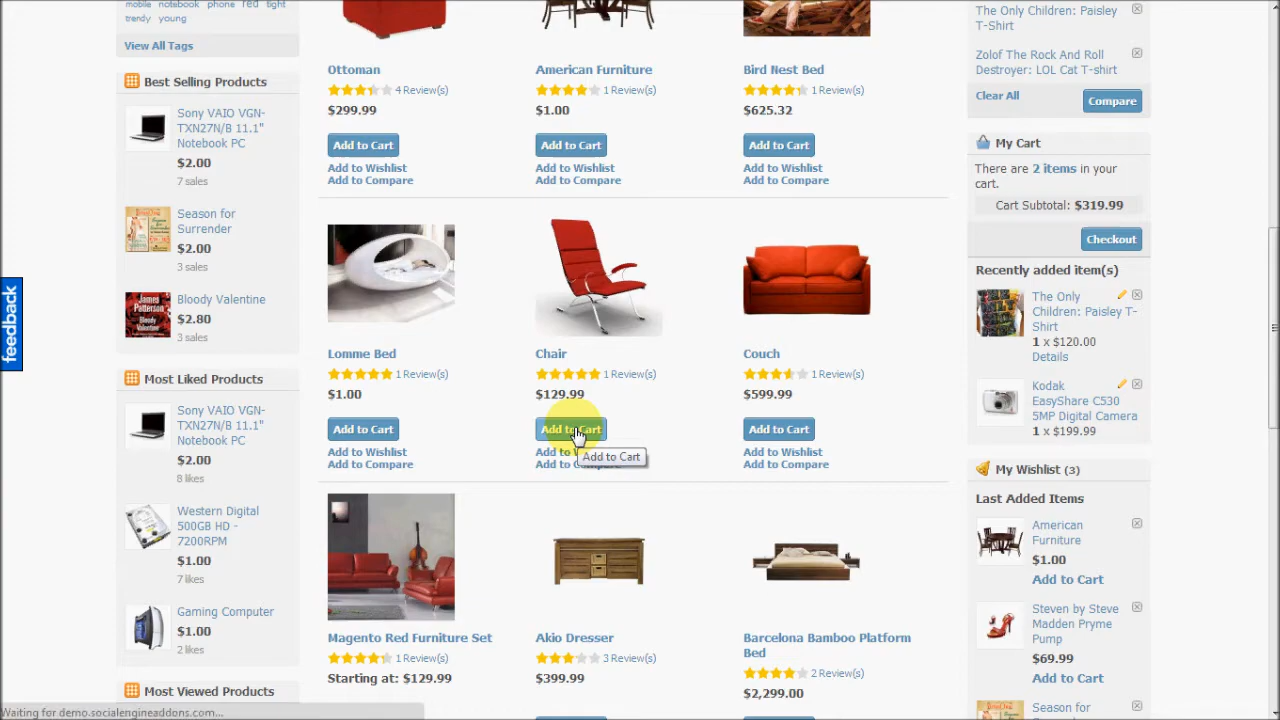 mobile notebook phone red tight
trendy young
View All Tags
Best Selling Products
Sony VAIO VGN-
TXN27N/B 11.1"
Notebook PC
$2.00
7 sales
Season for
Surrender
$2.00
3 sales
Bloody Valentine
$2.80
3 sales
Most Liked Products
Sony VAIO VGN-
TXN27N/B 11.1"
Notebook PC
$2.00
8 likes
Western Digital
500GB HD -
7200RPM
$1.00
7 likes
Gaming Computer
$1.00
2 likes
Most Viewed Products
feedback
Ottoman
4 Review(s)
$299.99
Add to Cart
Add to Wishlist
Add to Compare
American Furniture
1 Review(s)
$1.00
Add to Cart
Add to Wishlist
Add to Compare
Bird Nest Bed
1 Review(s)
$625.32
Add to Cart
Add to Wishlist
Add to Compare
Lomme Bed
1 Review(s)
$1.00
Add to Cart
Add to Wishlist
Add to Compare
Chair
1 Review(s)
$129.99
Add to Cart
Add to Cart
Add to
Add to
Couch
1 Review(s)
$599.99
Add to Cart
Add to Wishlist
Add to Compare
Magento Red Furniture Set
1 Review(s)
Starting at: $129.99
Akio Dresser
3 Review(s)
$399.99
Barcelona Bamboo Platform
Bed
2 Review(s)
$2,299.00
The Only Children: Paisley
T-Shirt
Zolof The Rock And Roll
Destroyer: LOL Cat T-shirt
Clear All
Compare
My Cart
There are 2 items in your
cart.
Cart Subtotal: $319.99
Checkout
Recently added item(s)
The Only
Children: Paisley T-
Shirt
1 x $120.00
Details
Kodak
EasyShare C530
5MP Digital Camera
1 x $199.99
My Wishlist (3)
Last Added Items
American
Furniture
$1.00
Add to Cart
Steven by Steve
Madden Pryme
Pump
$69.99
Add to Cart
Season for
Waiting for demo.socialengineaddons.com...